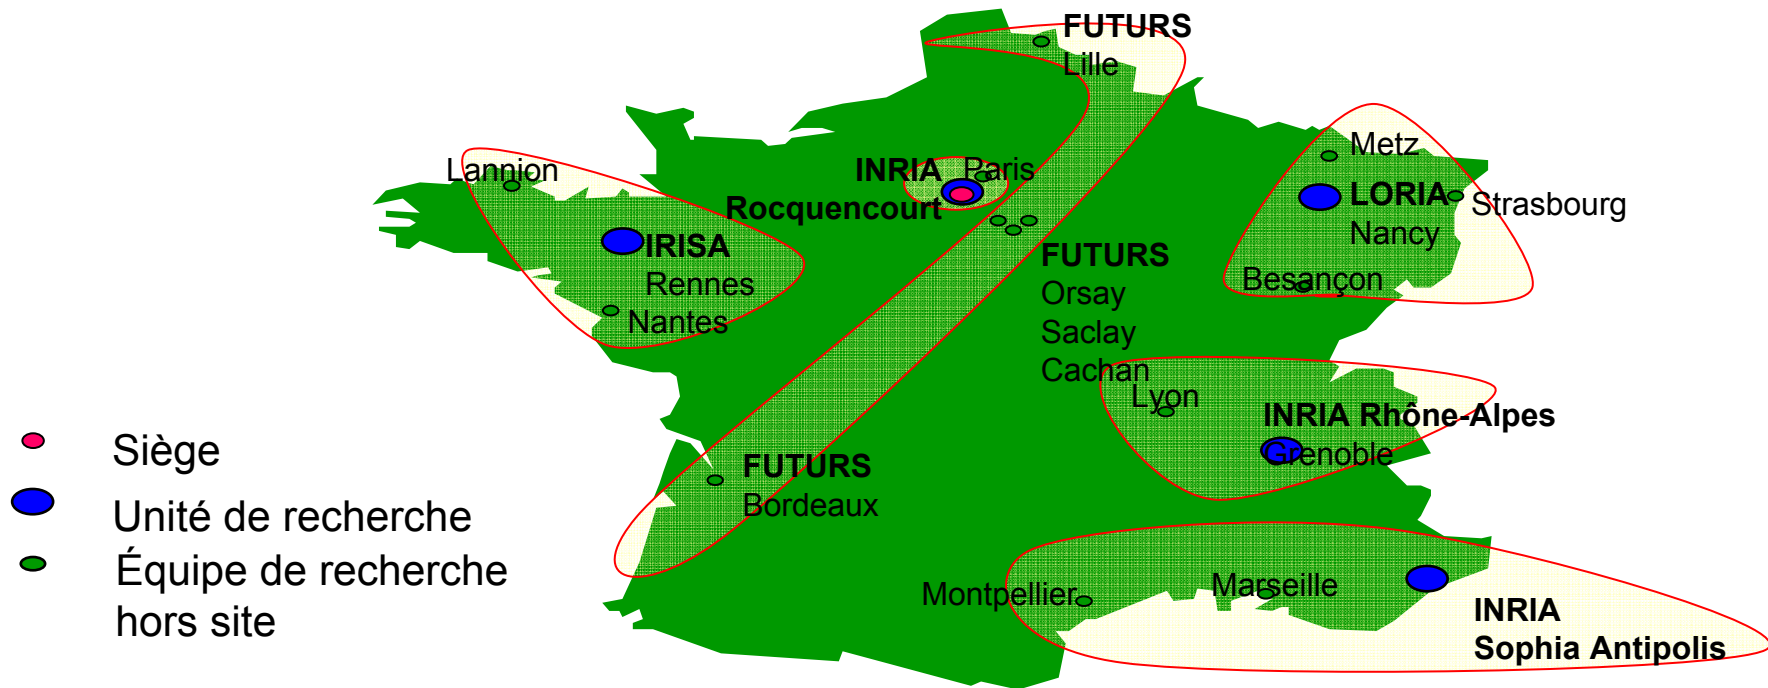 FUTURS
Lille
Metz
LORIA
Nancy
Strasbourg
Besançon
INRIA Paris
Rocquencourt
Lannion
IRISA
Rennes
Nantes
FUTURS
Orsay
Saclay
Cachan
Lyon
INRIA Rhône-Alpes
Grenoble
FUTURS
Bordeaux
Montpellier
Marseille
INRIA
Sophia Antipolis
Siège
Unité de recherche
Équipe de recherche
hors site